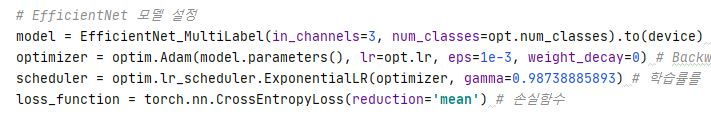 # EfficientNet 모델 설정
model = EfficientNet_MultiLabel(in_channels=3, num_classes=opt.num_classes).to(device)
optimizer = optim.Adam(model.parameters(), lr=opt.lr, eps=1e-3, weight_decay=0) # Backw
scheduler = optim.lr_scheduler.ExponentialLR(optimizer, gamma=0.98738885893) # 학습률를
loss_function = torch.nn.CrossEntropyLoss(reduction='mean') # 손실함수